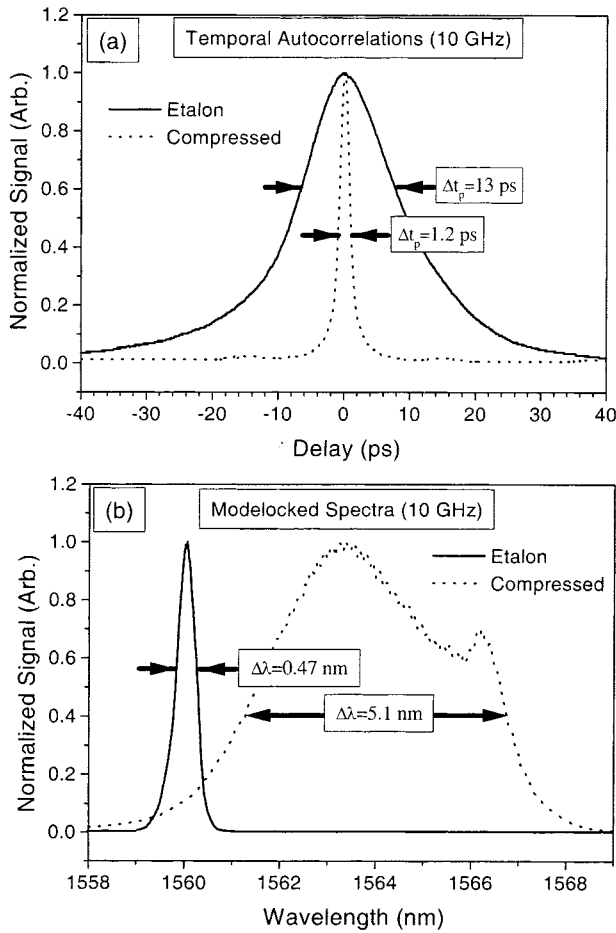 1.2
(a)
Temporal Autocorrelations (10 GHz)
1.0
Etalon
Compressed
0.8
0.6
Δtp=13 ps
0.4
Δtp=1.2 ps
0.2
0.0
Normalized Signal (Arb.)
-40 -30 -20 -10 0 10 20 30 40
Delay (ps)
1.2
(b)
Modelocked Spectra (10 GHz)
1.0
Etalon
Compressed
0.8
0.6
Δλ=0.47 nm
0.4
Δλ=5.1 nm
0.2
0.0
Normalized Signal (Arb.)
1558 1560 1562 1564 1566 1568
Wavelength (nm)